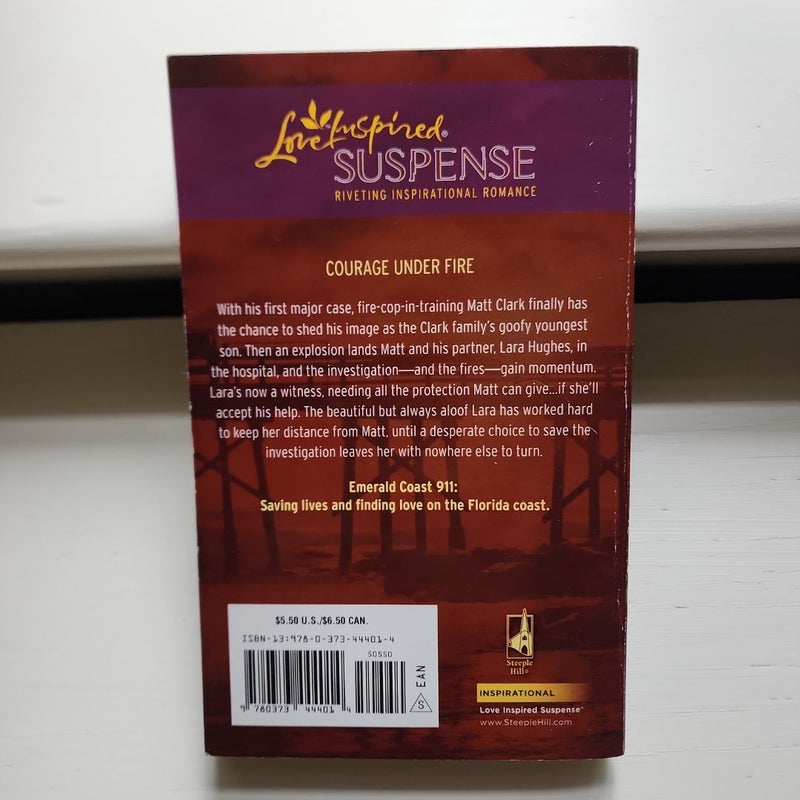 Love Inspired®
SUSPENSE
RIVETING INSPIRATIONAL ROMANCE
COURAGE UNDER FIRE
With his first major case, fire-cop-in-training Matt Clark finally has
the chance to shed his image as the Clark family's goofy youngest
son. Then an explosion lands Matt and his partner, Lara Hughes, in
the hospital, and the investigation—and the fires—gain momentum.
Lara's now a witness, needing all the protection Matt can give...if she'll
accept his help. The beautiful but always aloof Lara has worked hard
to keep her distance from Matt, until a desperate choice to save the
investigation leaves her with nowhere else to turn.
Emerald Coast 911:
Saving lives and finding love on the Florida coast.
$5.50 U.S./$6.50 CAN.
ISBN-13:978-0-373-44401-4
50550
9 780373 44401 4
EAN
S
Steeple
Hill®
INSPIRATIONAL
Love Inspired Suspense®
www.SteepleHill.com